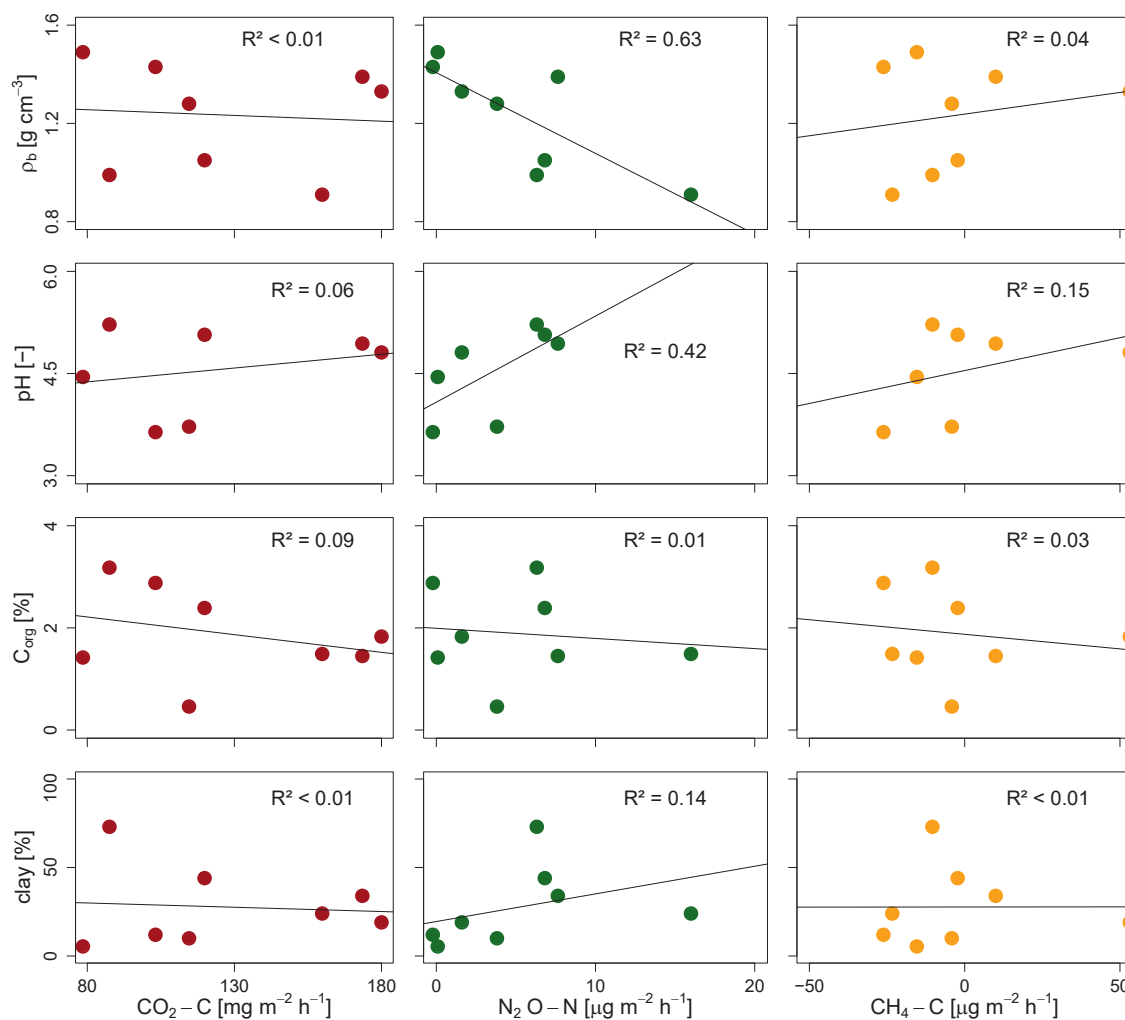 R² < 0.01
R² = 0.63
R² = 0.04
ρb [g cm−3]
0.8 1.2 1.6
R² = 0.06
R² = 0.42
R² = 0.15
pH [−]
3.0 4.5 6.0
R² = 0.09
R² = 0.01
R² = 0.03
Corg [%]
0 2 4
R² < 0.01
R² = 0.14
R² < 0.01
clay [%]
0 50 100
80 130 180
0 10 20
−50 0 50
CO2−C [mg m−2 h−1]
N2 O−N [μg m−2 h−1]
CH4−C [μg m−2 h−1]